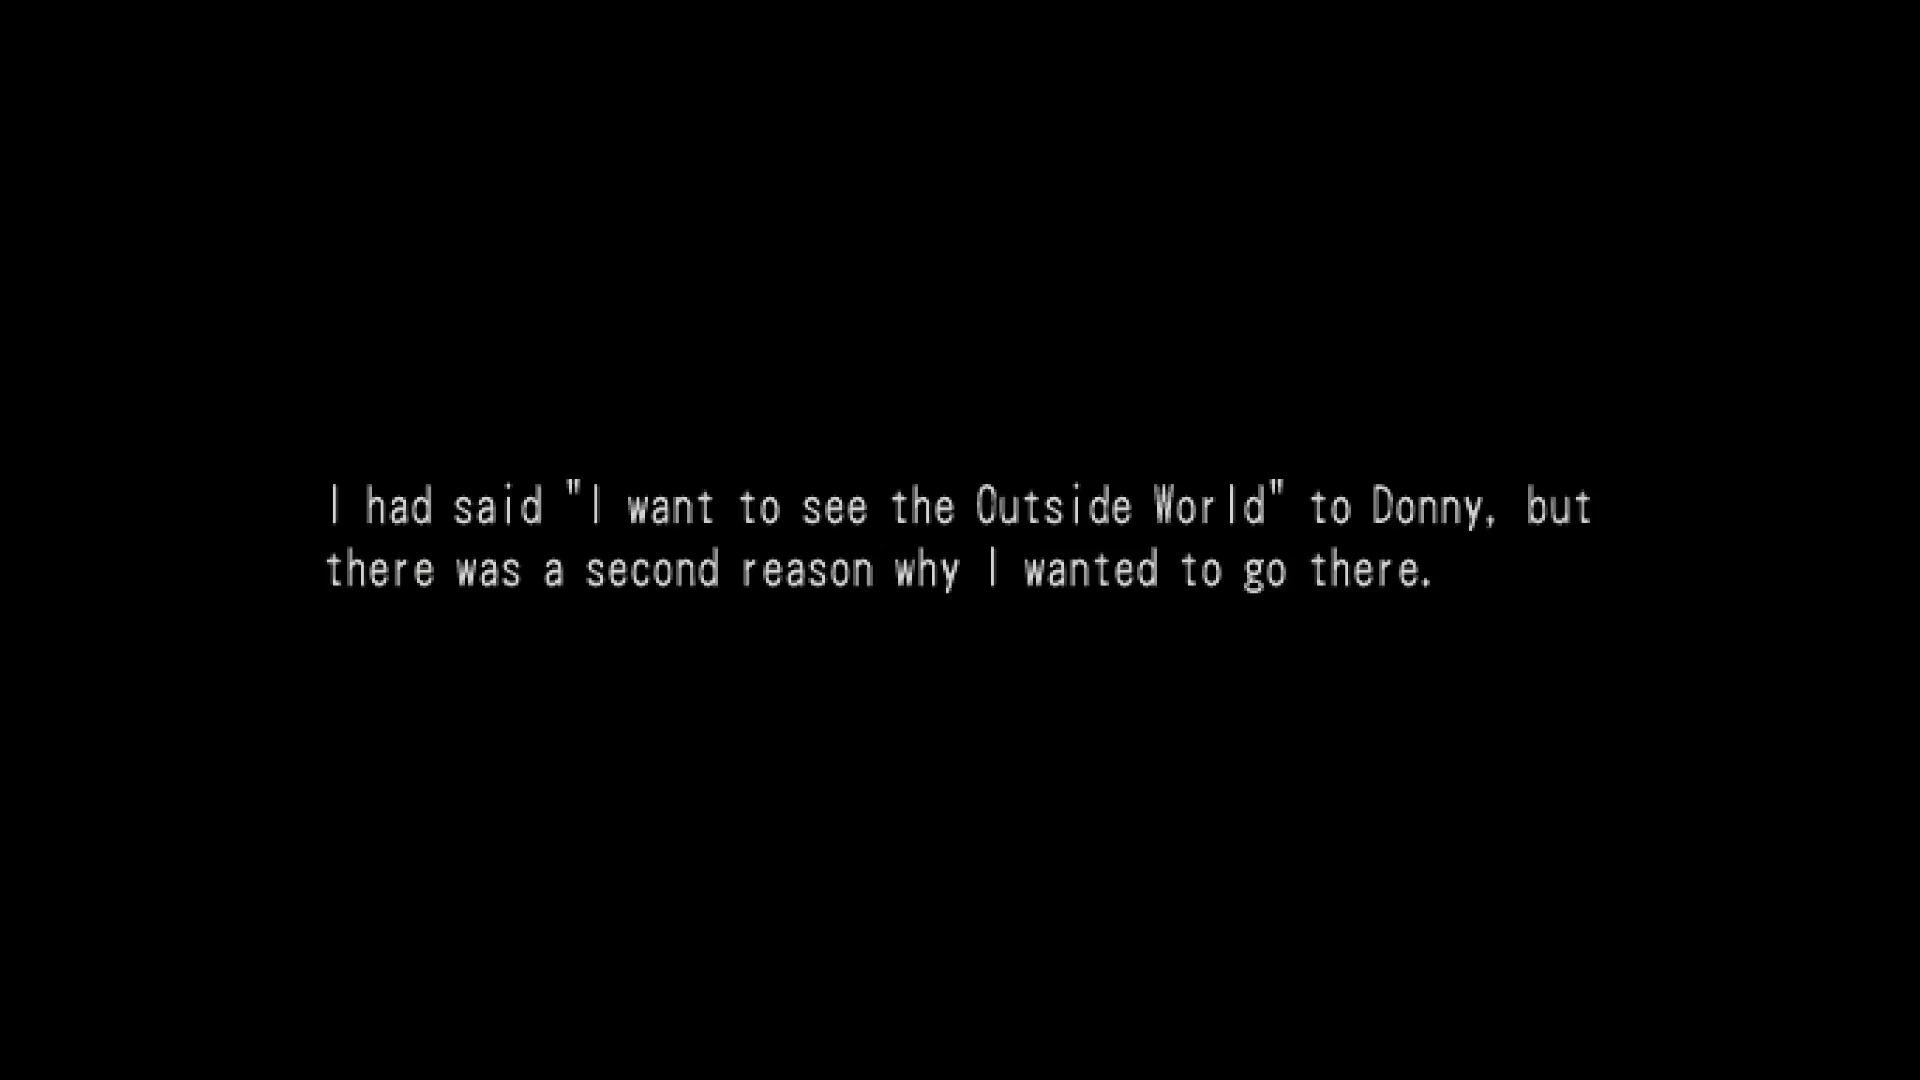 I had said "I want to see the Outside World" to Donny, but
there was a second reason why I wanted to go there.